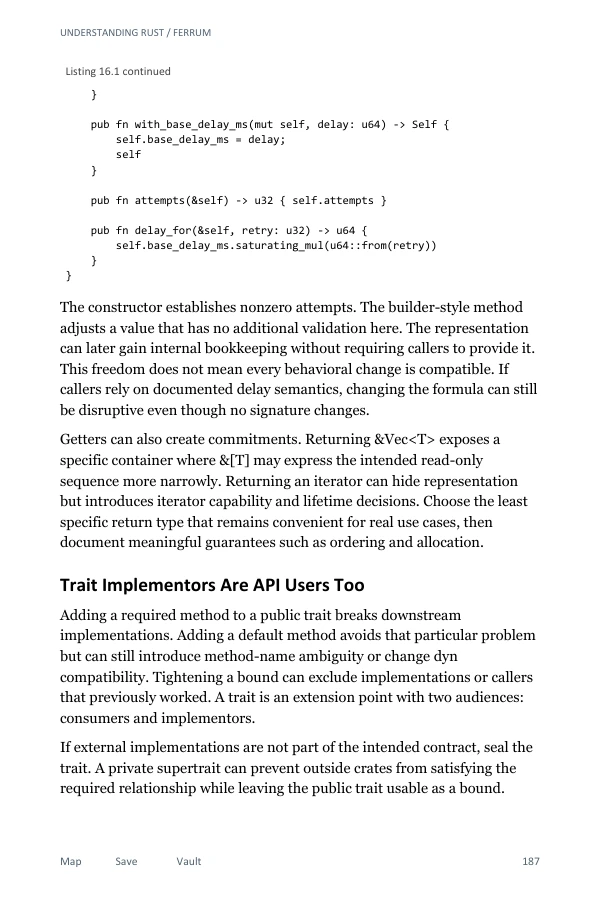 UNDERSTANDING RUST / FERRUM
Listing 16.1 continued
    }

    pub fn with_base_delay_ms(mut self, delay: u64) -> Self {
        self.base_delay_ms = delay;
        self
    }

    pub fn attempts(&self) -> u32 { self.attempts }

    pub fn delay_for(&self, retry: u32) -> u64 {
        self.base_delay_ms.saturating_mul(u64::from(retry))
    }
}
The constructor establishes nonzero attempts. The builder-style method
adjusts a value that has no additional validation here. The representation
can later gain internal bookkeeping without requiring callers to provide it.
This freedom does not mean every behavioral change is compatible. If
callers rely on documented delay semantics, changing the formula can still
be disruptive even though no signature changes.
Getters can also create commitments. Returning &Vec<T> exposes a
specific container where &[T] may express the intended read-only
sequence more narrowly. Returning an iterator can hide representation
but introduces iterator capability and lifetime decisions. Choose the least
specific return type that remains convenient for real use cases, then
document meaningful guarantees such as ordering and allocation.
Trait Implementors Are API Users Too
Adding a required method to a public trait breaks downstream
implementations. Adding a default method avoids that particular problem
but can still introduce method-name ambiguity or change dyn
compatibility. Tightening a bound can exclude implementations or callers
that previously worked. A trait is an extension point with two audiences:
consumers and implementors.
If external implementations are not part of the intended contract, seal the
trait. A private supertrait can prevent outside crates from satisfying the
required relationship while leaving the public trait usable as a bound.
Map Save Vault 187